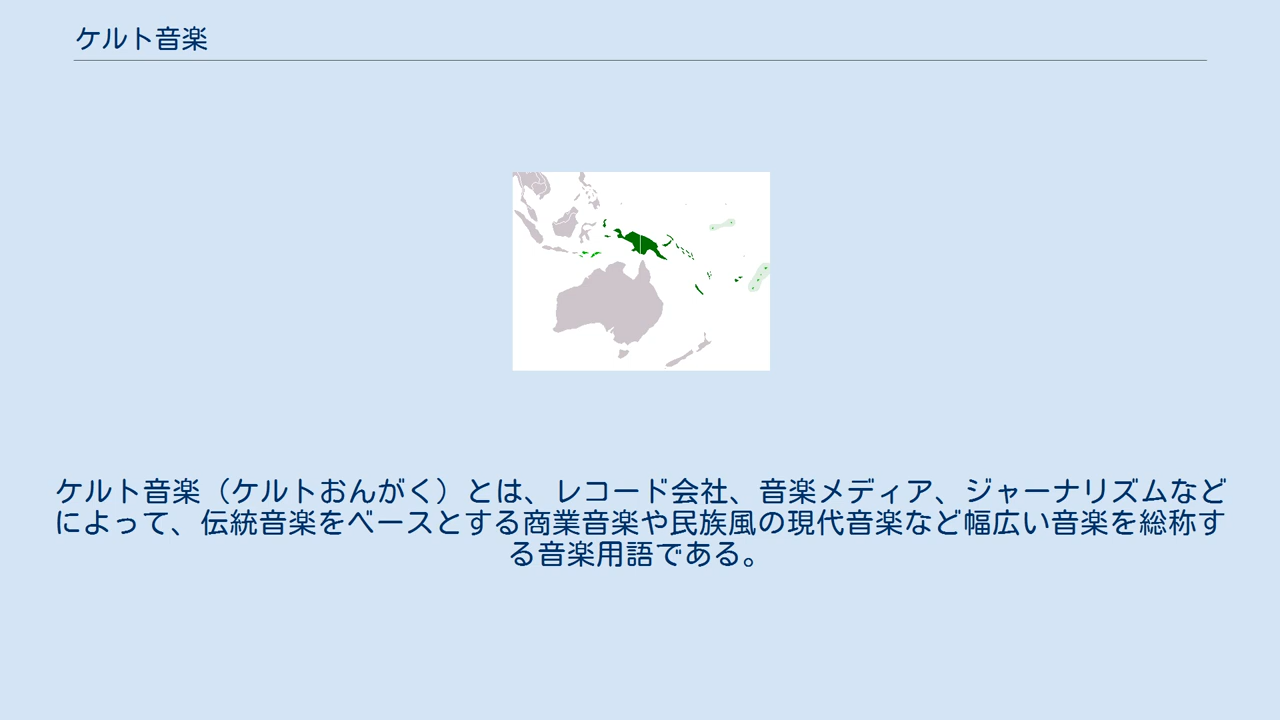 ケルト音楽
ケルト音楽（ケルトおんがく）とは、レコード会社、音楽メディア、ジャーナリズムなど
によって、伝統音楽をベースとする商業音楽や民族風の現代音楽など幅広い音楽を総称す
る音楽用語である。